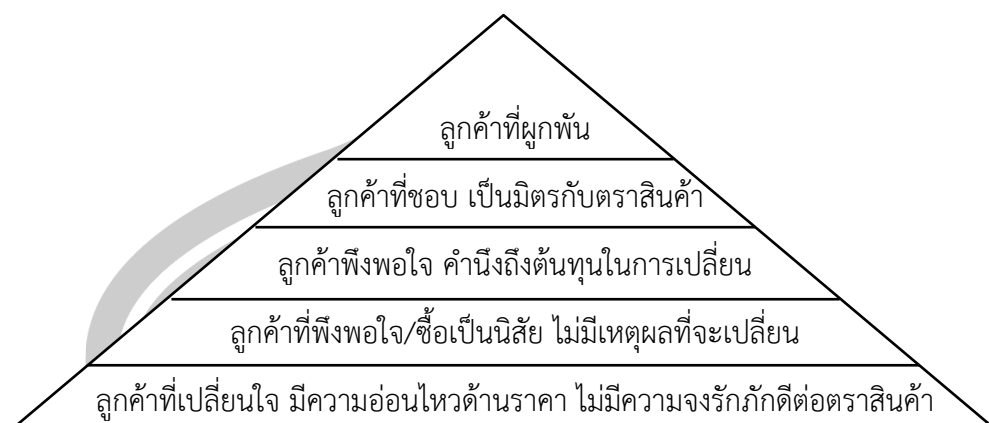 ลูกค้าที่ผูกพัน
ลูกค้าที่ชอบ เป็นมิตรกับตราสินค้า
ลูกค้าพึงพอใจ คำนึงถึงต้นทุนในการเปลี่ยน
ลูกค้าที่พึงพอใจ/ซื้อเป็นนิสัย ไม่มีเหตุผลที่จะเปลี่ยน
ลูกค้าที่เปลี่ยนใจ มีความอ่อนไหวด้านราคา ไม่มีความจงรักภักดีต่อตราสินค้า